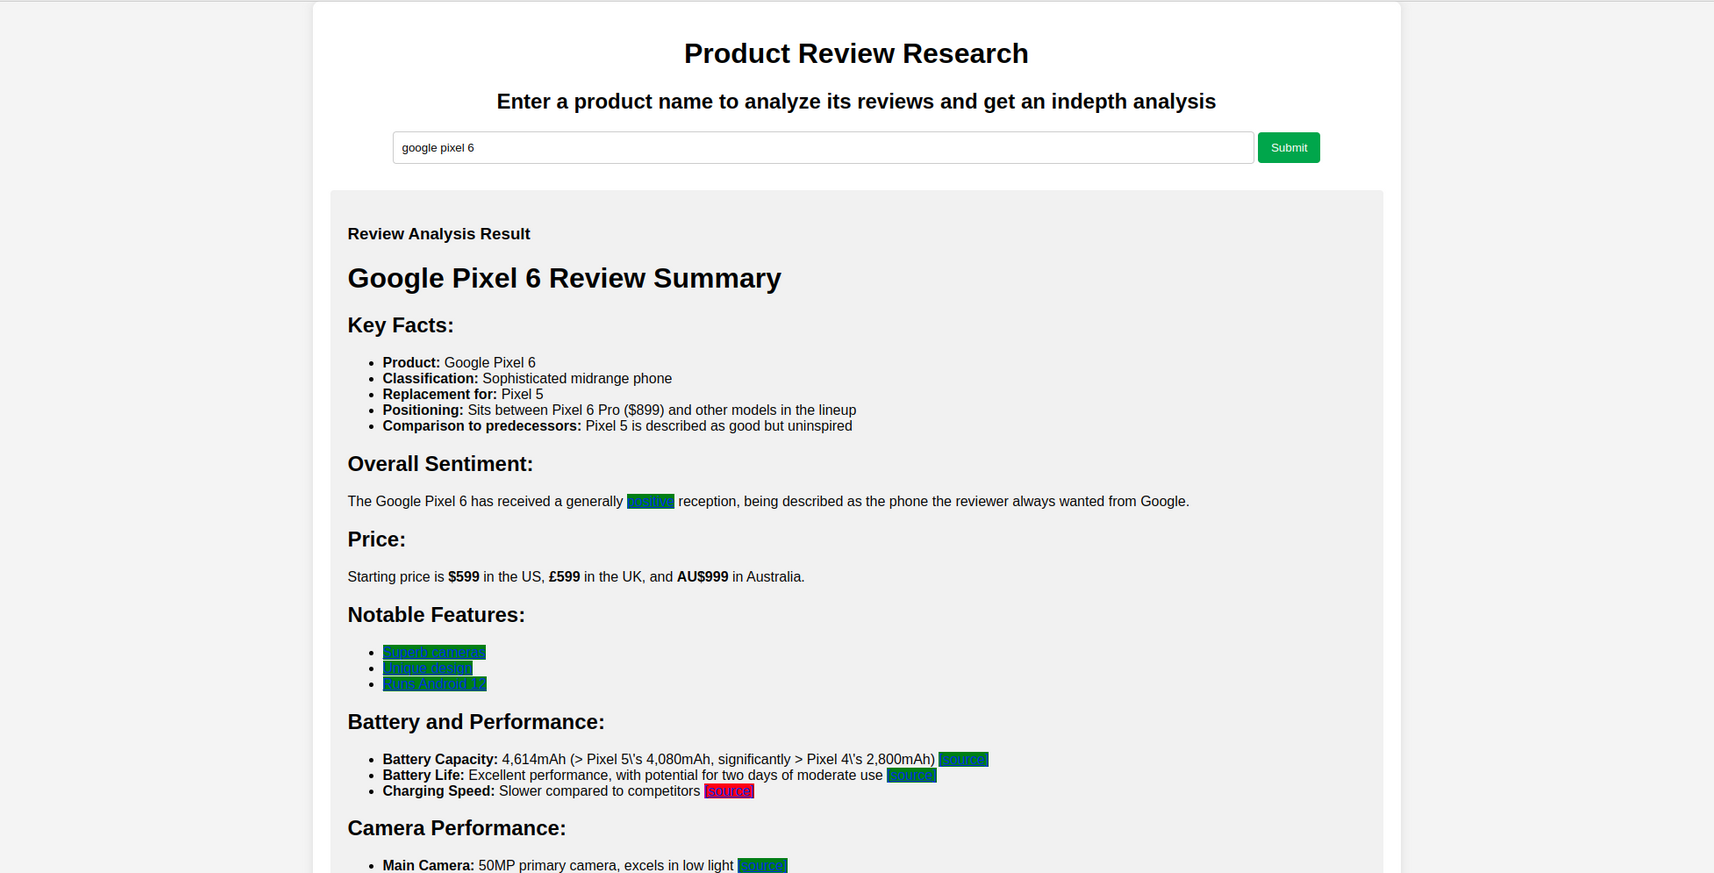 Product Review Research
Enter a product name to analyze its reviews and get an indepth analysis
google pixel 6
Submit
Review Analysis Result
Google Pixel 6 Review Summary
Key Facts:
Product: Google Pixel 6
Classification: Sophisticated midrange phone
Replacement for: Pixel 5
Positioning: Sits between Pixel 6 Pro ($899) and other models in the lineup
Comparison to predecessors: Pixel 5 is described as good but uninspired
Overall Sentiment:
The Google Pixel 6 has received a generally positive reception, being described as the phone the reviewer always wanted from Google.
Price:
Starting price is $599 in the US, £599 in the UK, and AU$999 in Australia.
Notable Features:
Superb cameras
Unique design
Runs Android 12
Battery and Performance:
Battery Capacity: 4,614mAh (> Pixel 5\'s 4,080mAh, significantly > Pixel 4\'s 2,800mAh) [source]
Battery Life: Excellent performance, with potential for two days of moderate use [source]
Charging Speed: Slower compared to competitors [source]
Camera Performance:
Main Camera: 50MP primary camera, excels in low light [source]